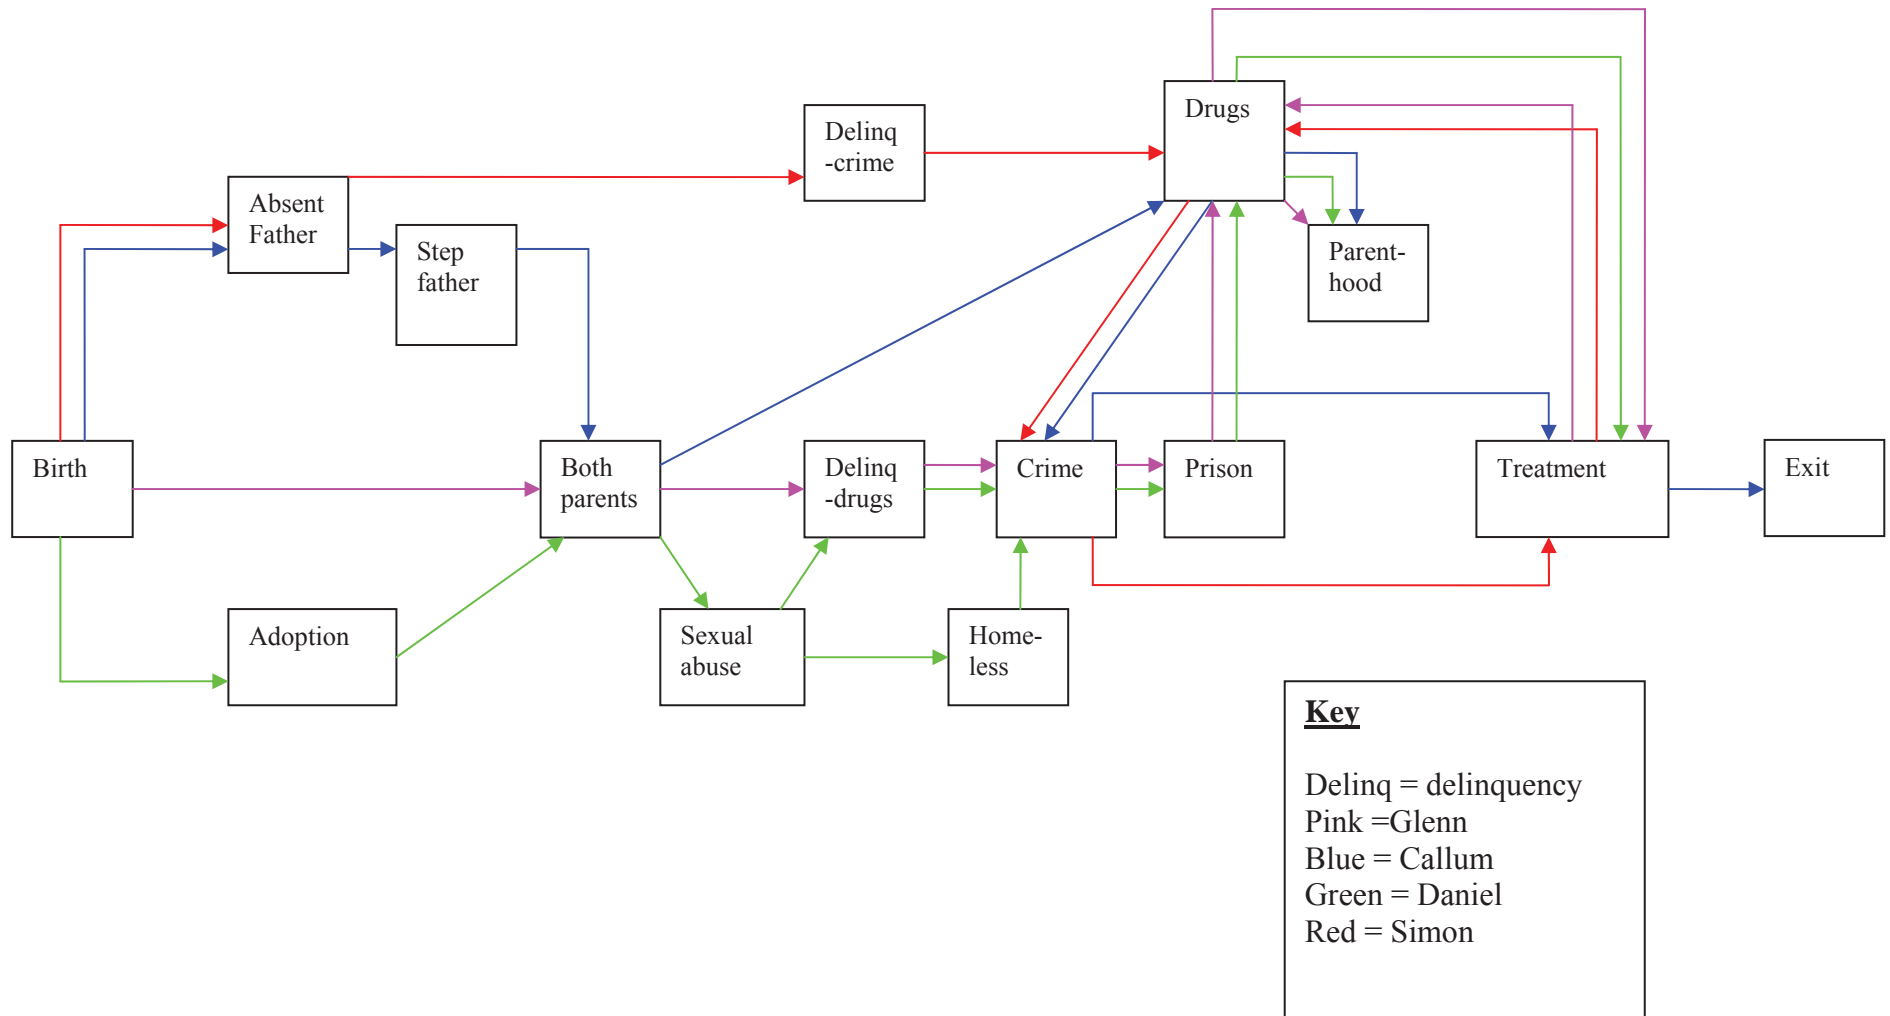 Drugs
Delinq
-crime
Absent
Father
Step
father
Parent-
hood
Birth
Both
parents
Delinq
-drugs
Crime
Prison
Treatment
Exit
Adoption
Sexual
abuse
Home-
less
Key
Delinq = delinquency
Pink =Glenn
Blue = Callum
Green = Daniel
Red = Simon